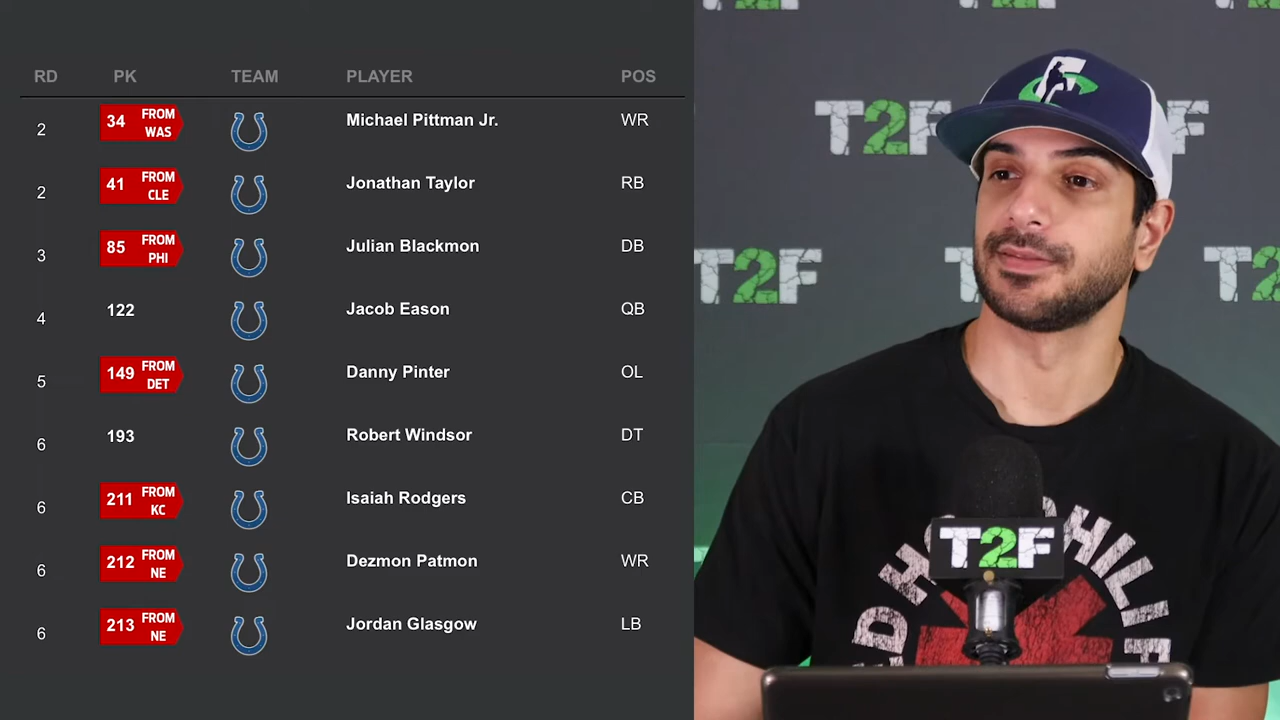 RD PK TEAM PLAYER POS
2 34 FROM WAS Michael Pittman Jr. WR
2 41 FROM CLE Jonathan Taylor RB
3 85 FROM PHI Julian Blackmon DB
4 122 Jacob Eason QB
5 149 FROM DET Danny Pinter OL
6 193 Robert Windsor DT
6 211 FROM KC Isaiah Rodgers CB
6 212 FROM NE Dezmon Patmon WR
6 213 FROM NE Jordan Glasgow LB
T2F
T2F
T2F